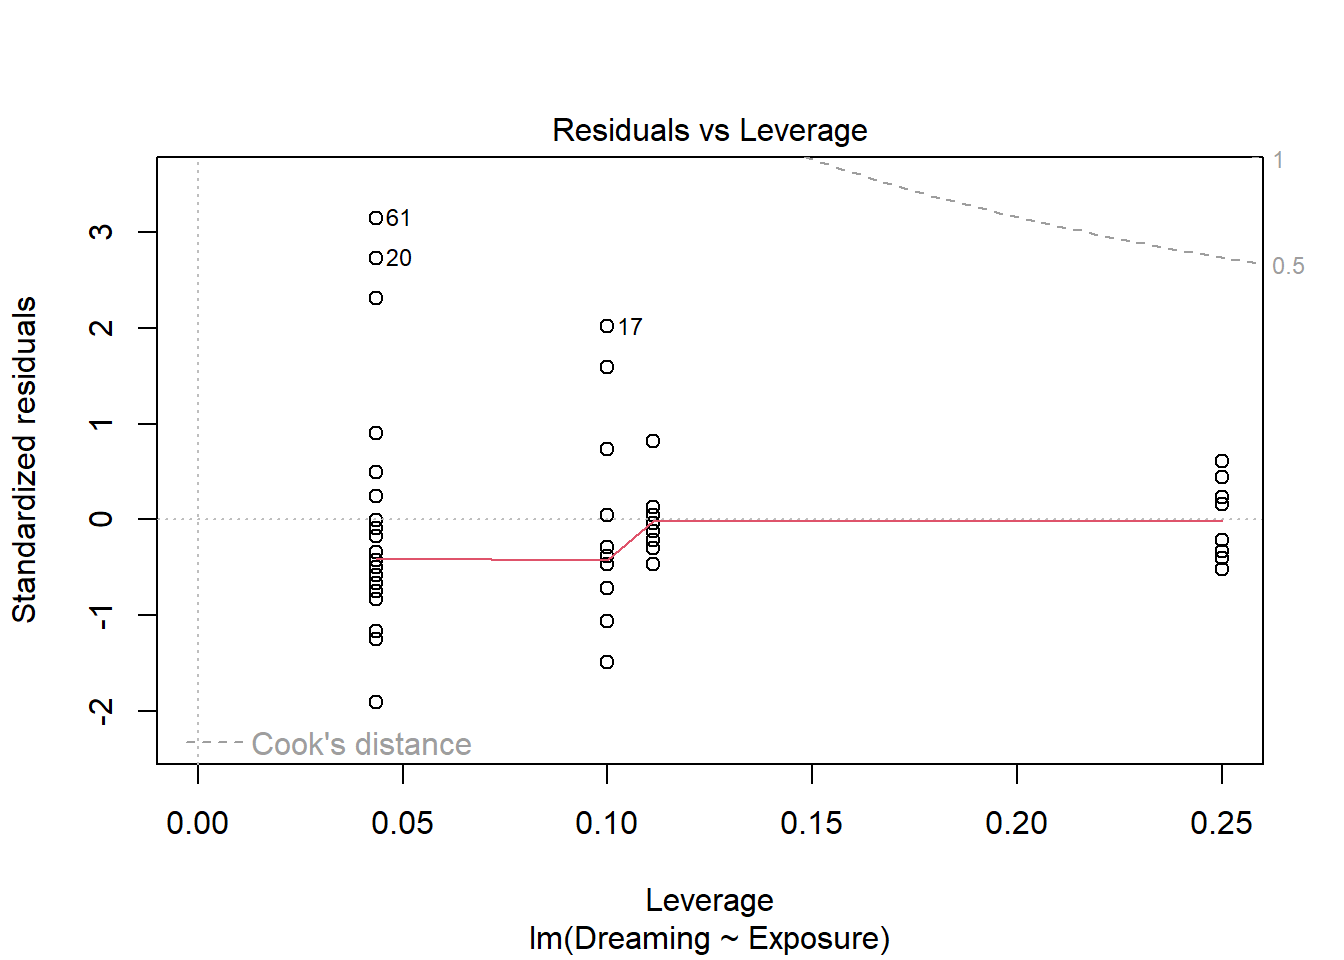 Residuals vs Leverage
1
0.5
Standardized residuals
3
2
1
0
-1
-2
61
20
17
Cook's distance
0.00 0.05 0.10 0.15 0.20 0.25
Leverage
lm(Dreaming ~ Exposure)